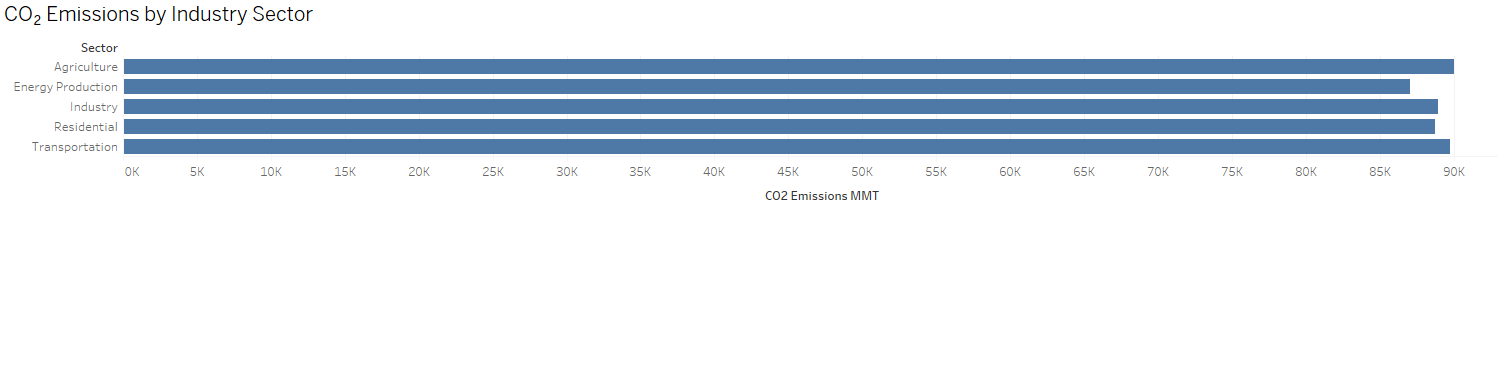 CO₂ Emissions by Industry Sector
Sector
Agriculture
Energy Production
Industry
Residential
Transportation
0K 5K 10K 15K 20K 25K 30K 35K 40K 45K 50K 55K 60K 65K 70K 75K 80K 85K 90K
CO2 Emissions MMT